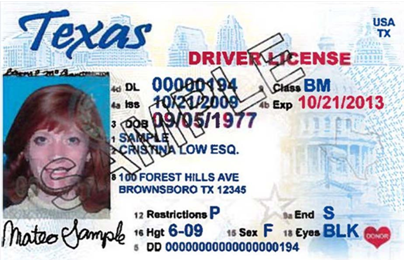 Texas
USA
TX
DRIVER LICENSE
4d DL 00000194 9 Class BM
4a Iss 10/21/2009 4b Exp 10/21/2013
3 DOB 09/05/1977
1 SAMPLE
2 CRISTINA LOW ESQ.
8 100 FOREST HILLS AVE
BROWNSBORO TX 12345
12 Restrictions P 9a End S
16 Hgt 6-09 15 Sex F 18 Eyes BLK
DONOR
5 DD 00000000000000000194
Mateo Sample
SAMPLE